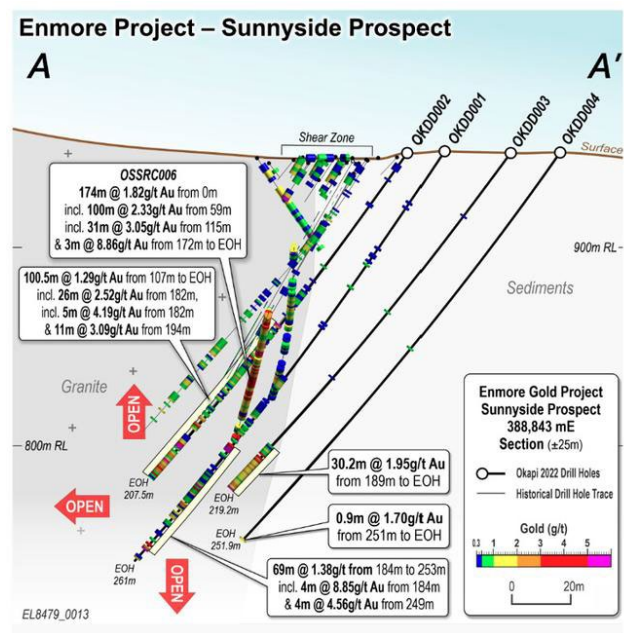 Enmore Project – Sunnyside Prospect
A
A'
OKDD002
OKDD001
OKDD003
OKDD004
Shear Zone
Surface
OSSRC006
174m @ 1.82g/t Au from 0m
incl. 100m @ 2.33g/t Au from 59m
incl. 31m @ 3.05g/t Au from 115m
& 3m @ 8.86g/t Au from 172m to EOH
900m RL
100.5m @ 1.29g/t Au from 107m to EOH
incl. 26m @ 2.52g/t Au from 182m,
incl. 5m @ 4.19g/t Au from 182m
& 11m @ 3.09g/t Au from 194m
Sediments
Granite
OPEN
800m RL
EOH
207.5m
EOH
219.2m
30.2m @ 1.95g/t Au
from 189m to EOH
OPEN
EOH
251.9m
0.9m @ 1.70g/t Au
from 251m to EOH
EOH
261m
OPEN
69m @ 1.38g/t from 184m to 253m
incl. 4m @ 8.85g/t Au from 184m
& 4m @ 4.56g/t Au from 249m
Enmore Gold Project
Sunnyside Prospect
388,843 mE
Section (±25m)
Okapi 2022 Drill Holes
Historical Drill Hole Trace
Gold (g/t)
0.3 1 2 3 4 5
0 20m
EL8479_0013